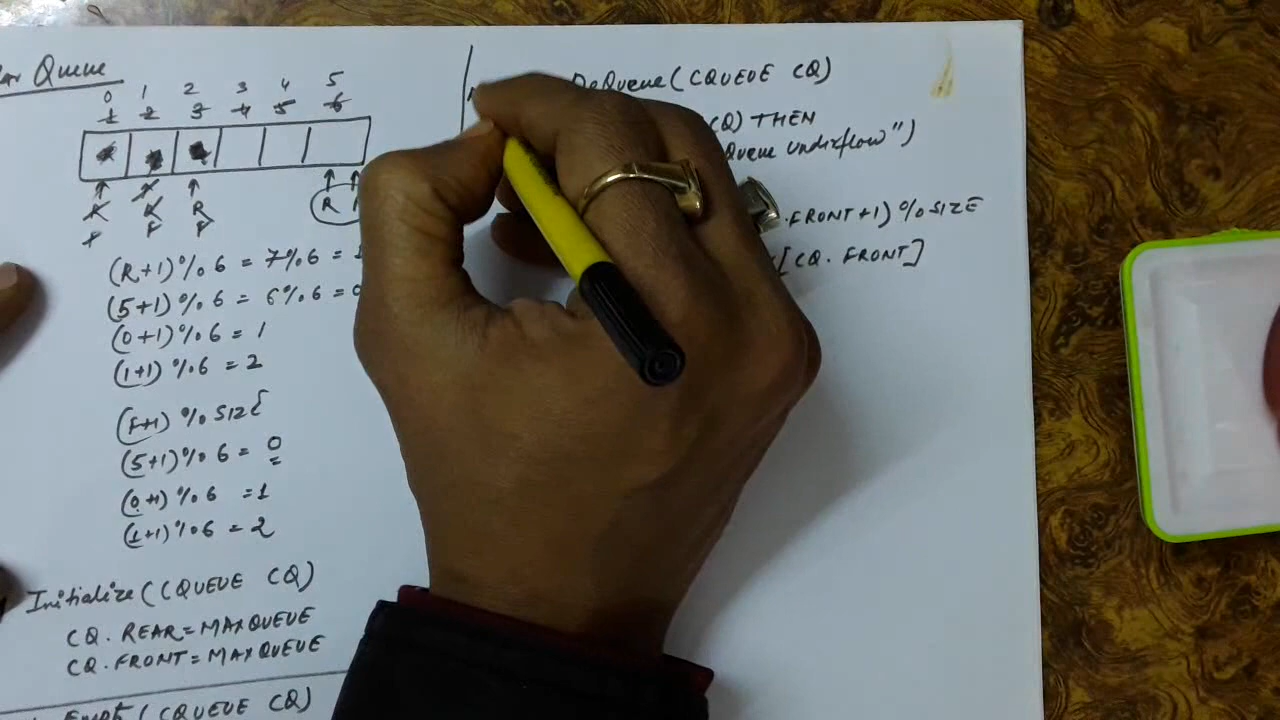 Queue
0 1 2 3 4 5
1 2 3 4 5 6
R R R R
F F F
(R+1)%6 = 7%6 = 1
(5+1)%6 = 6%6 = 0
(0+1)%6 = 1
(1+1)%6 = 2
(F+1)%SIZE
(5+1)%6 = 0
(0+1)%6 = 1
(1+1)%6 = 2
Initialize(CQUEUE CQ)
CQ.REAR=MAXQUEUE
CQ.FRONT=MAXQUEUE
Empty(CQUEUE CQ)
DeQueue(CQUEUE CQ)
CQ) THEN
Queue Underflow")
.FRONT+1)%SIZE
[CQ.FRONT]